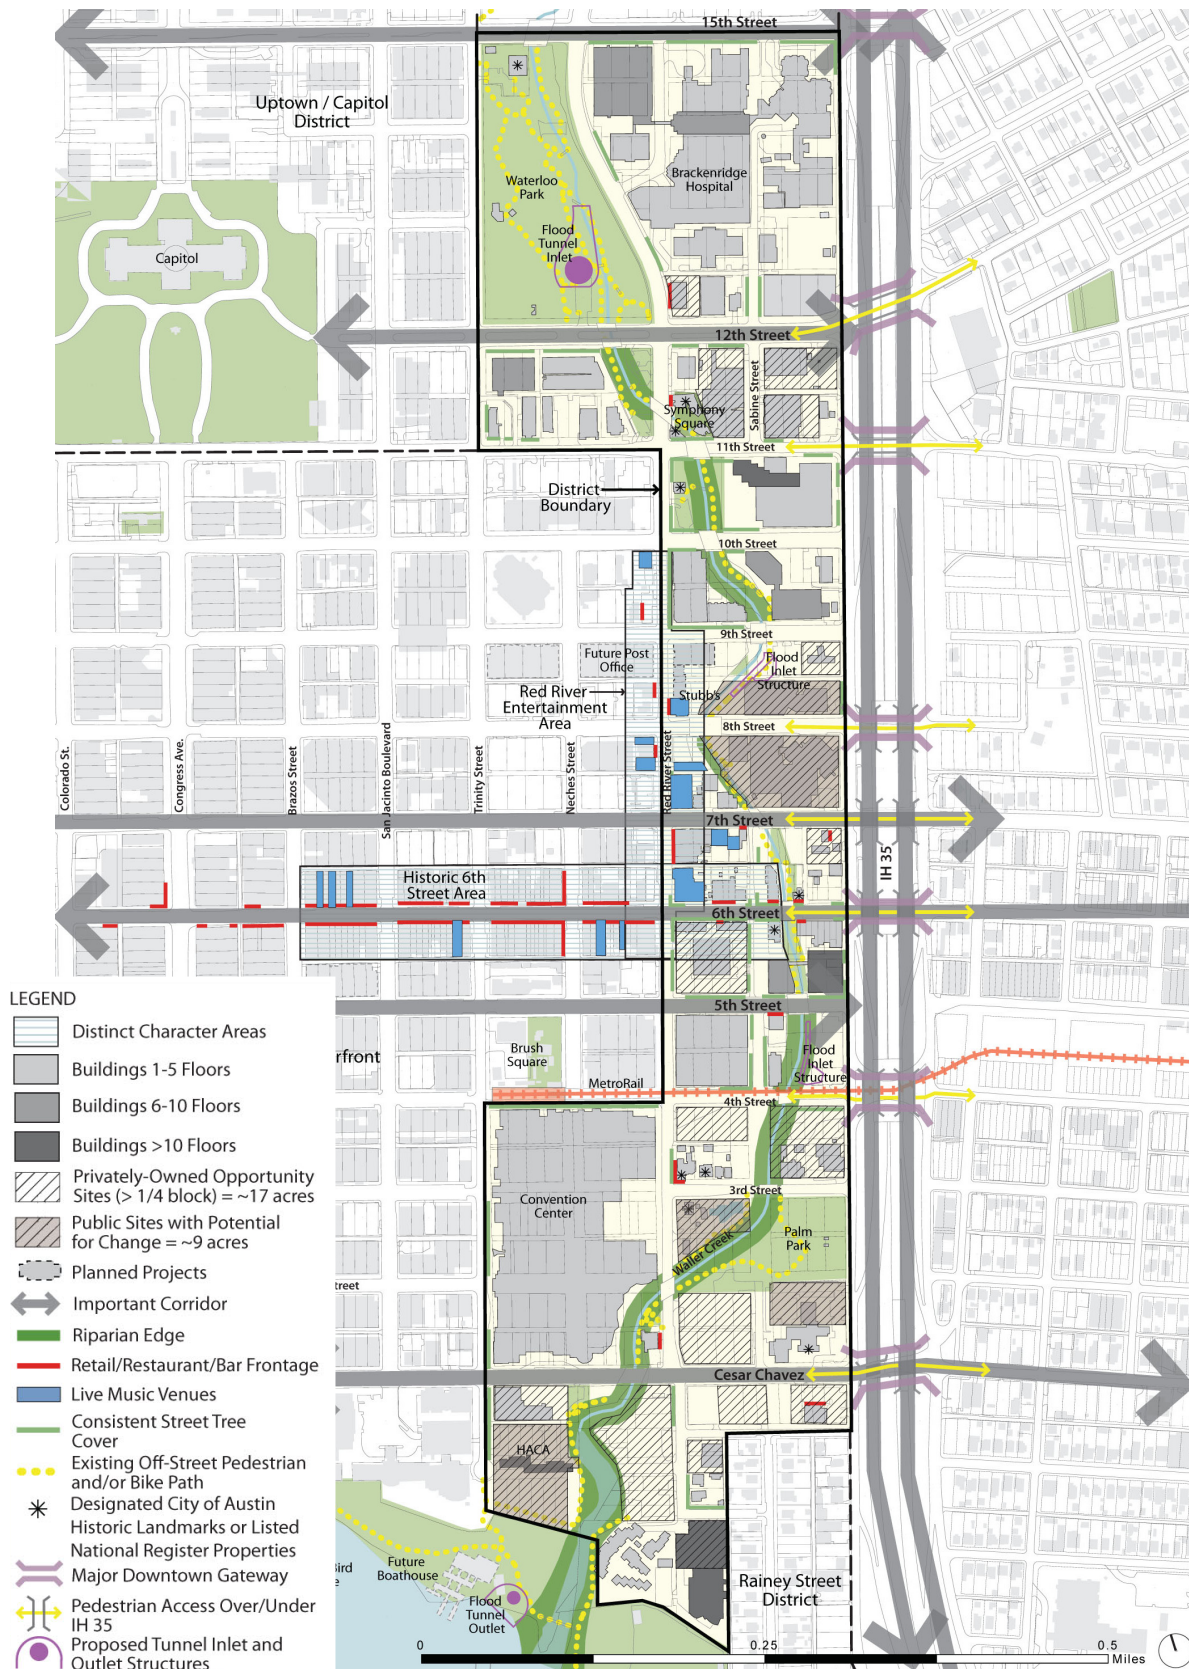 15th Street
Uptown / Capitol
District
Brackenridge
Hospital
Waterloo
Park
Flood
Tunnel
Inlet
Capitol
12th Street
Sabine Street
Symphony
Square
11th Street
District
Boundary
10th Street
9th Street
Future Post
Office
Flood
Inlet
Structure
Red River
Entertainment
Area
Stubb's
8th Street
Colorado St.
Congress Ave.
Brazos Street
San Jacinto Boulevard
Trinity Street
Neches Street
Red River Street
7th Street
IH 35
Historic 6th
Street Area
6th Street
5th Street
rfront
Brush
Square
Flood
Inlet
Structure
MetroRail
4th Street
3rd Street
Convention
Center
Palm
Park
Waller Creek
treet
Cesar Chavez
HACA
Rainey Street
District
Future
Boathouse
Flood
Tunnel
Outlet
ird
e
0
0.25
0.5
Miles
LEGEND
Distinct Character Areas
Buildings 1-5 Floors
Buildings 6-10 Floors
Buildings >10 Floors
Privately-Owned Opportunity
Sites (> 1/4 block) = ~17 acres
Public Sites with Potential
for Change = ~9 acres
Planned Projects
Important Corridor
Riparian Edge
Retail/Restaurant/Bar Frontage
Live Music Venues
Consistent Street Tree
Cover
Existing Off-Street Pedestrian
and/or Bike Path
Designated City of Austin
Historic Landmarks or Listed
National Register Properties
Major Downtown Gateway
Pedestrian Access Over/Under
IH 35
Proposed Tunnel Inlet and
Outlet Structures